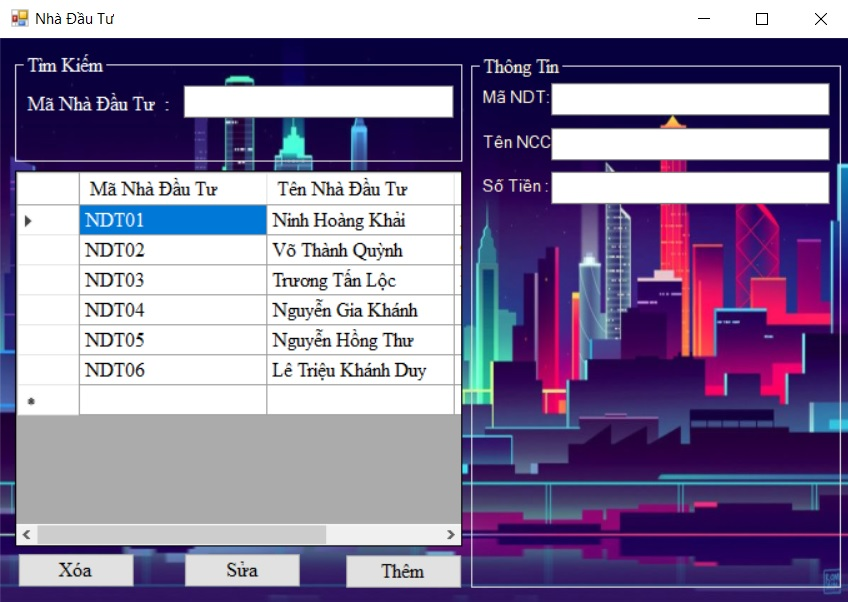 Nhà Đầu Tư
Tìm Kiếm
Mã Nhà Đầu Tư :
Mã Nhà Đầu Tư Tên Nhà Đầu Tư
NDT01 Ninh Hoàng Khải
NDT02 Võ Thành Quỳnh
NDT03 Trương Tấn Lộc
NDT04 Nguyễn Gia Khánh
NDT05 Nguyễn Hồng Thư
NDT06 Lê Triệu Khánh Duy
Xóa Sửa Thêm
Thông Tin
Mã NDT:
Tên NCC
Số Tiền :